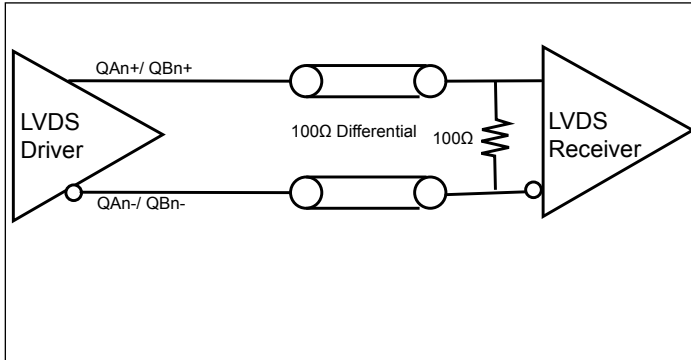 QAn+/ QBn+
LVDS
Driver
100Ω Differential
100Ω
LVDS
Receiver
QAn-/ QBn-